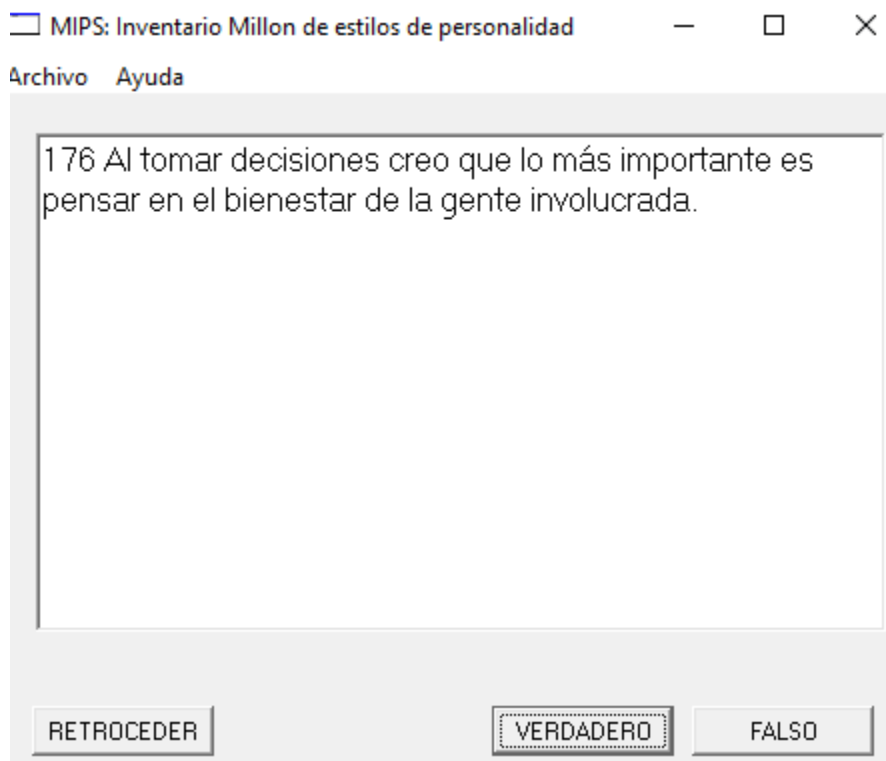 MIPS: Inventario Millon de estilos de personalidad
Archivo Ayuda
176 Al tomar decisiones creo que lo más importante es
pensar en el bienestar de la gente involucrada.
RETROCEDER VERDADERO FALSO